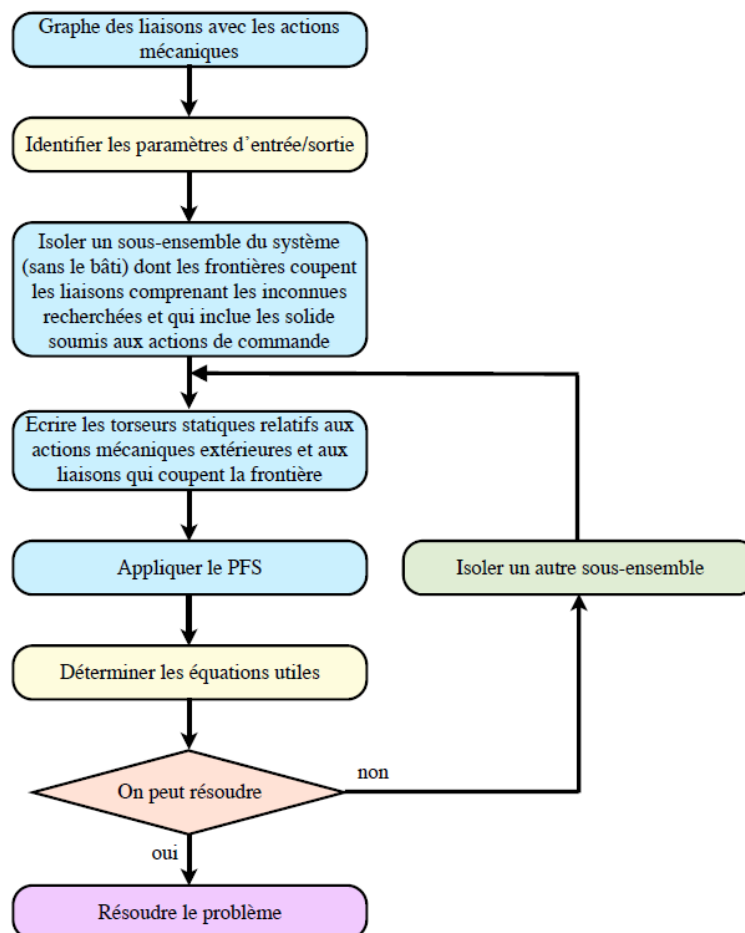 Graphe des liaisons avec les actions
mécaniques
Identifier les paramètres d'entrée/sortie
Isoler un sous-ensemble du système
(sans le bâti) dont les frontières coupent
les liaisons comprenant les inconnues
recherchées et qui inclue les solide
soumis aux actions de commande
Ecrire les torseurs statiques relatifs aux
actions mécaniques extérieures et aux
liaisons qui coupent la frontière
Appliquer le PFS
Isoler un autre sous-ensemble
Déterminer les équations utiles
On peut résoudre
non
oui
Résoudre le problème